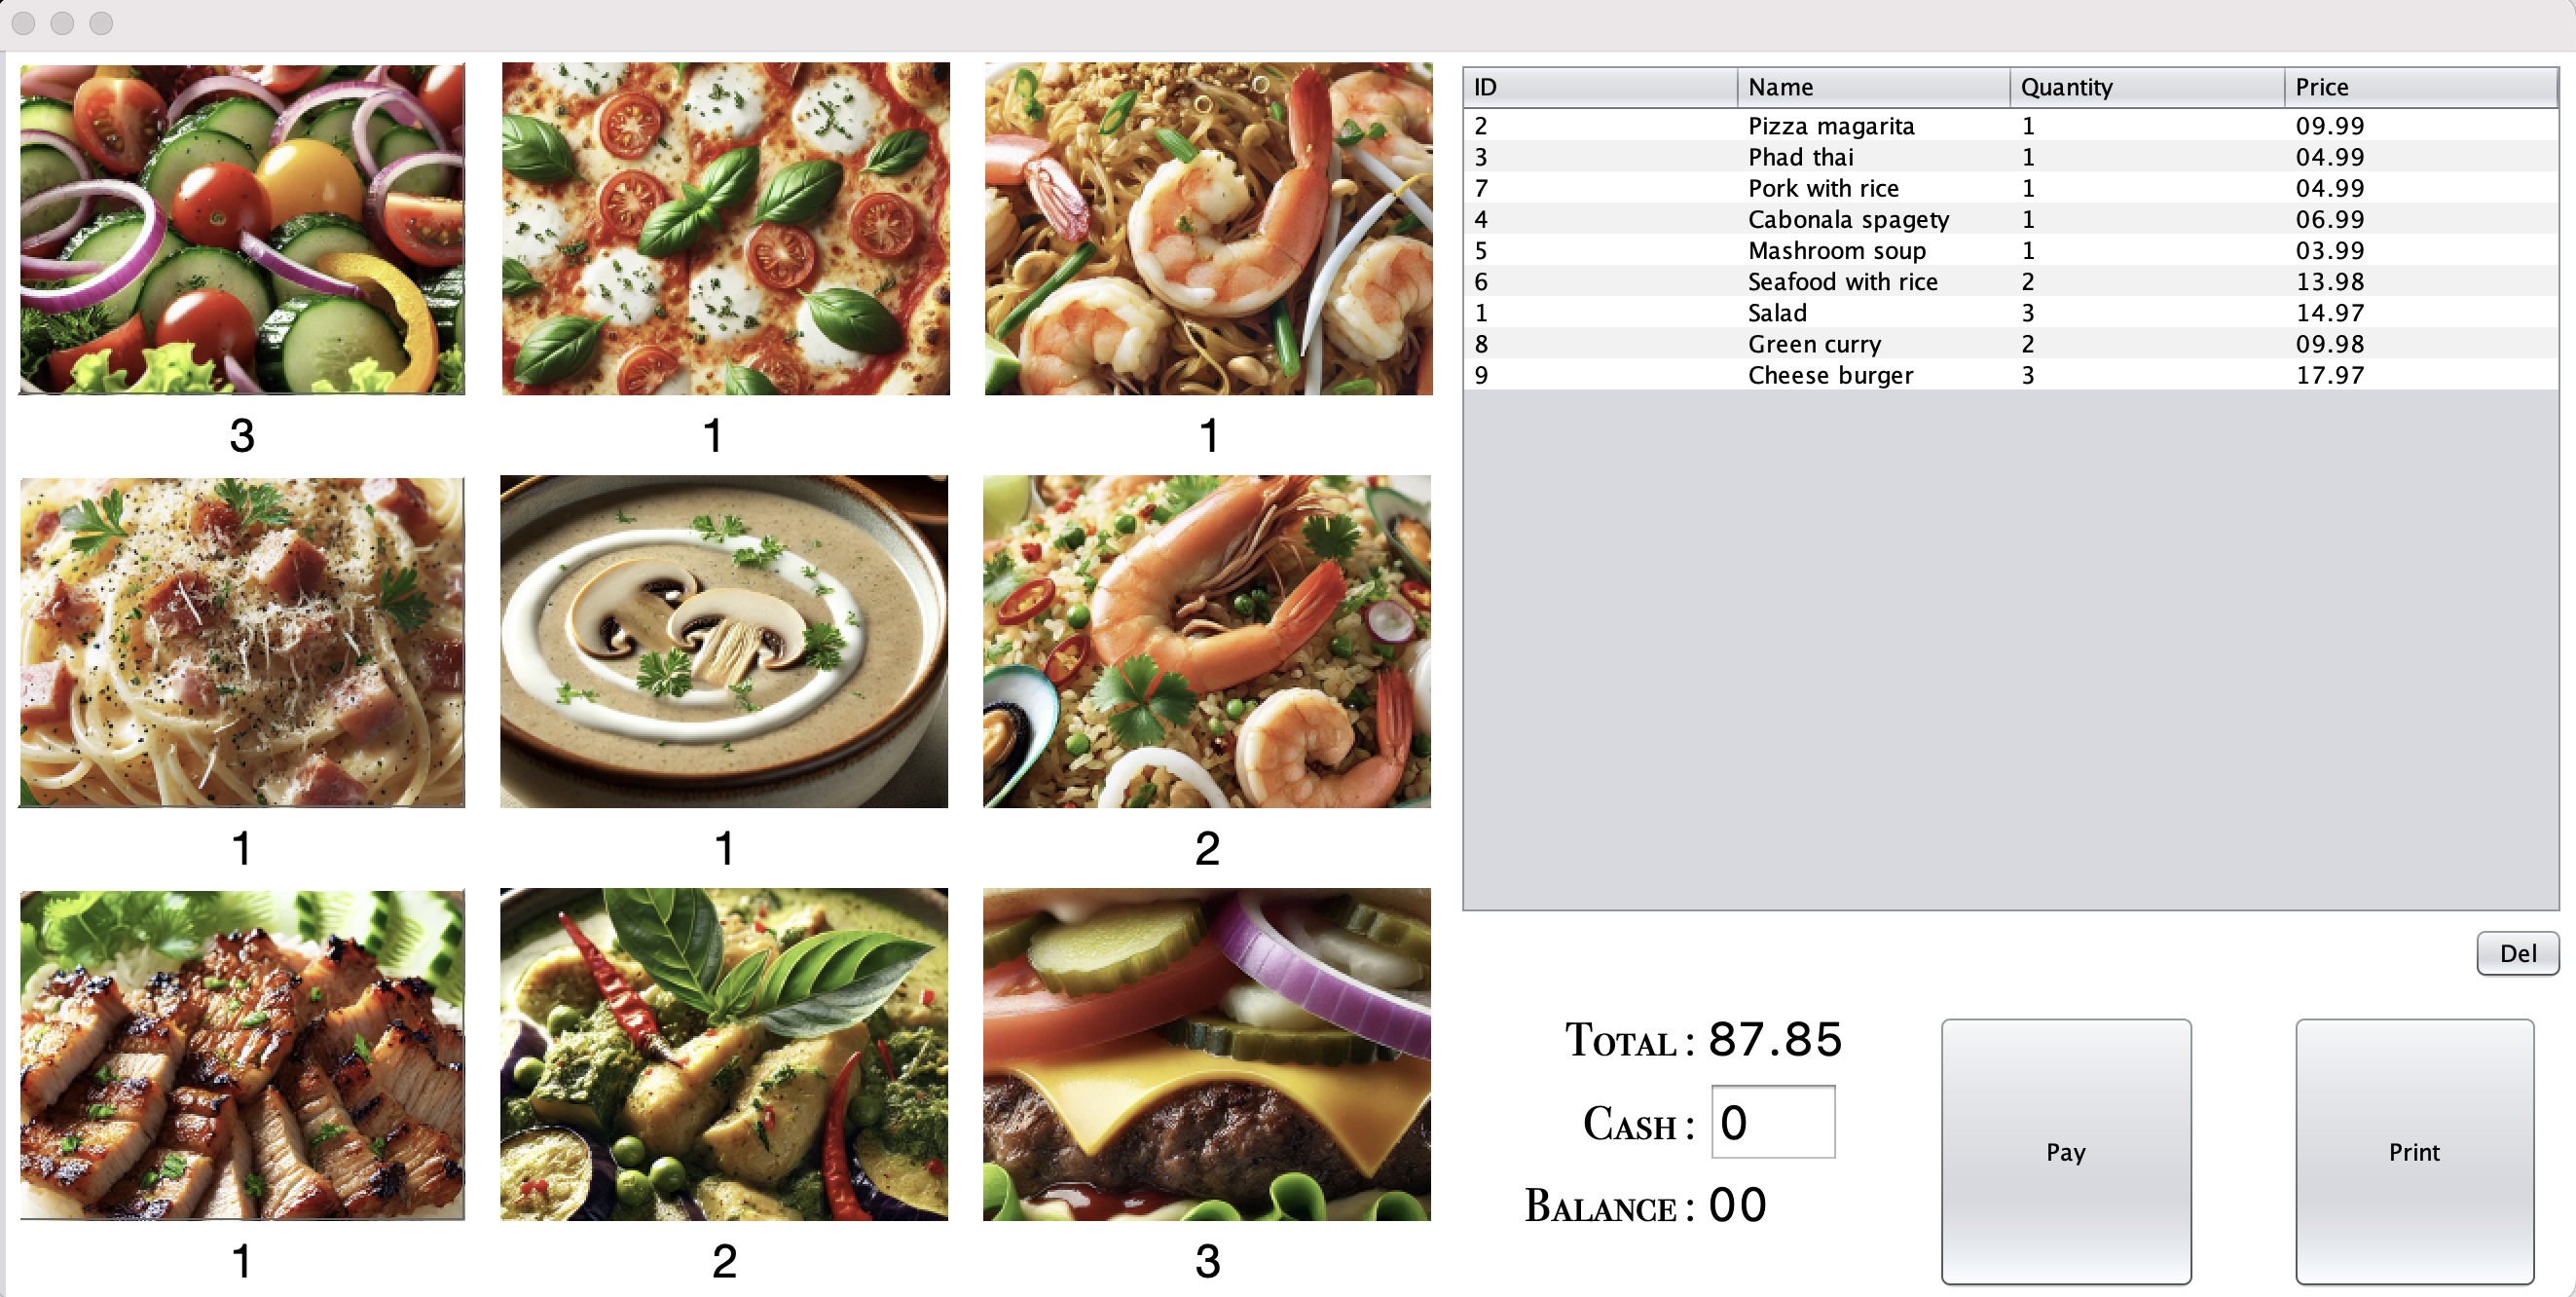 3 1 1
1 1 2
1 2 3
ID Name Quantity Price
2 Pizza magarita 1 09.99
3 Phad thai 1 04.99
7 Pork with rice 1 04.99
4 Cabonala spagety 1 06.99
5 Mashroom soup 1 03.99
6 Seafood with rice 2 13.98
1 Salad 3 14.97
8 Green curry 2 09.98
9 Cheese burger 3 17.97
Del
Total : 87.85
Cash : 0
Balance : 00
Pay
Print